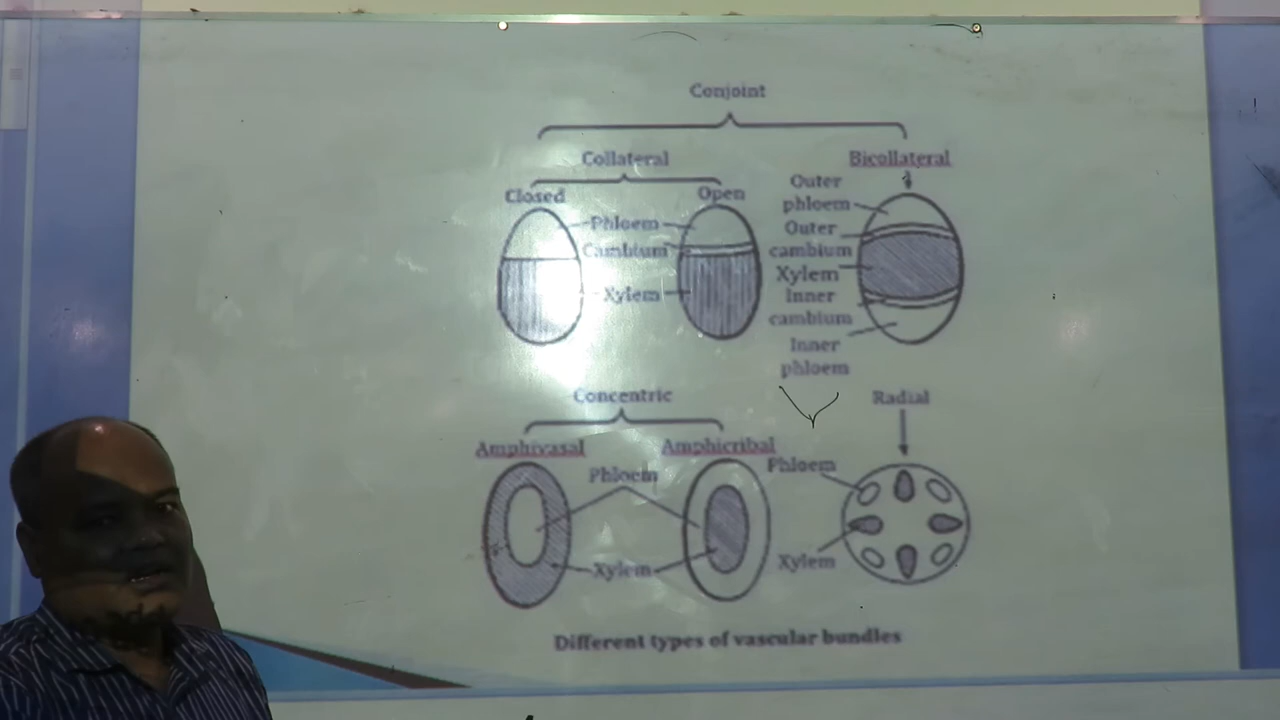 Conjoint
Collateral
Bicollateral
Closed
Open
Phloem
Cambium
Xylem
Outer
phloem
Outer
cambium
Xylem
Inner
cambium
Inner
phloem
Concentric
Radial
Amphivasal
Amphicribal
Phloem
Xylem
Phloem
Xylem
Different types of vascular bundles